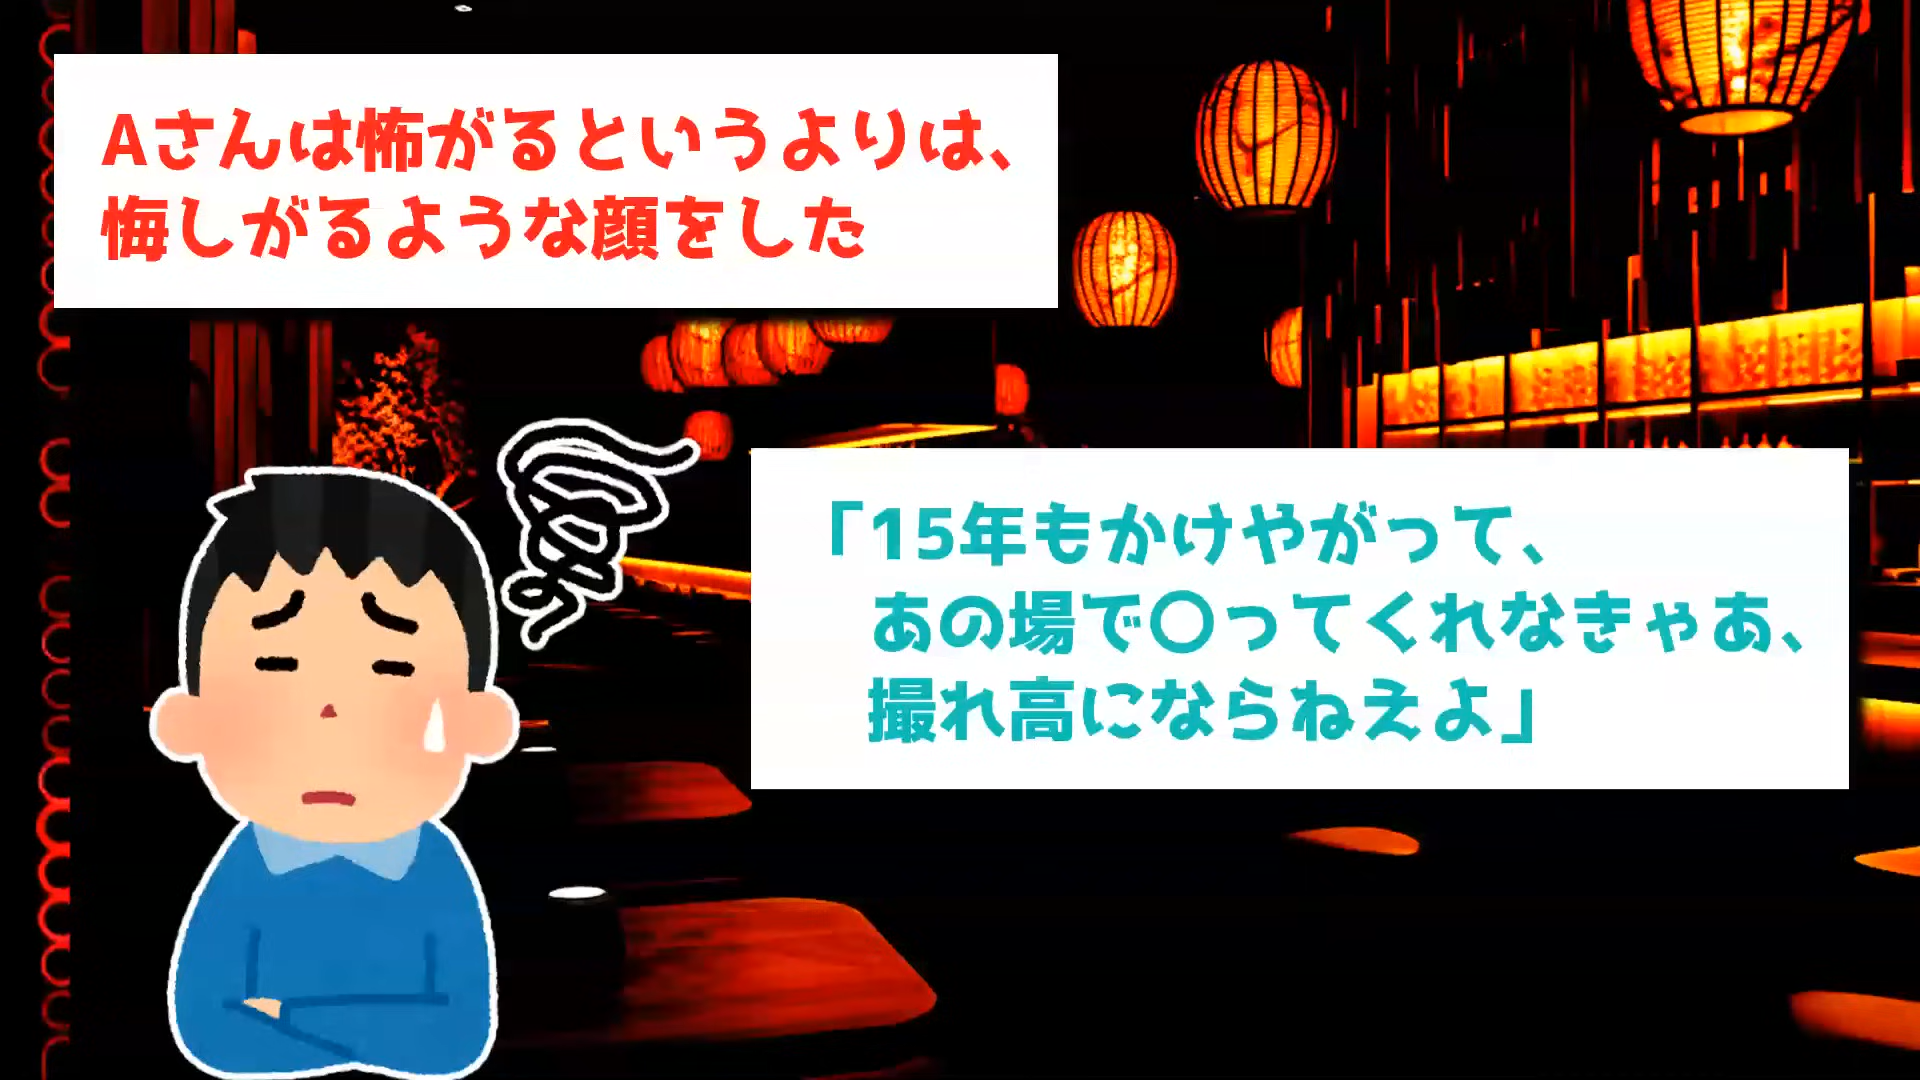 Aさんは怖がるというよりは、
悔しがるような顔をした
「15年もかけやがって、
あの場で〇ってくれなきゃあ、
撮れ高にならねえよ」